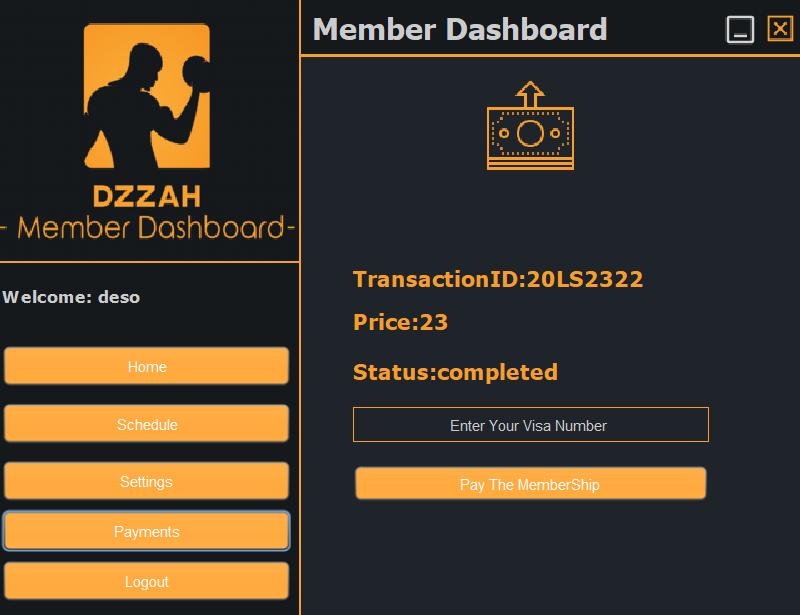 DZZAH
- Member Dashboard-
Welcome: deso
Home
Schedule
Settings
Payments
Logout
Member Dashboard
TransactionID:20LS2322
Price:23
Status:completed
Enter Your Visa Number
Pay The MemberShip